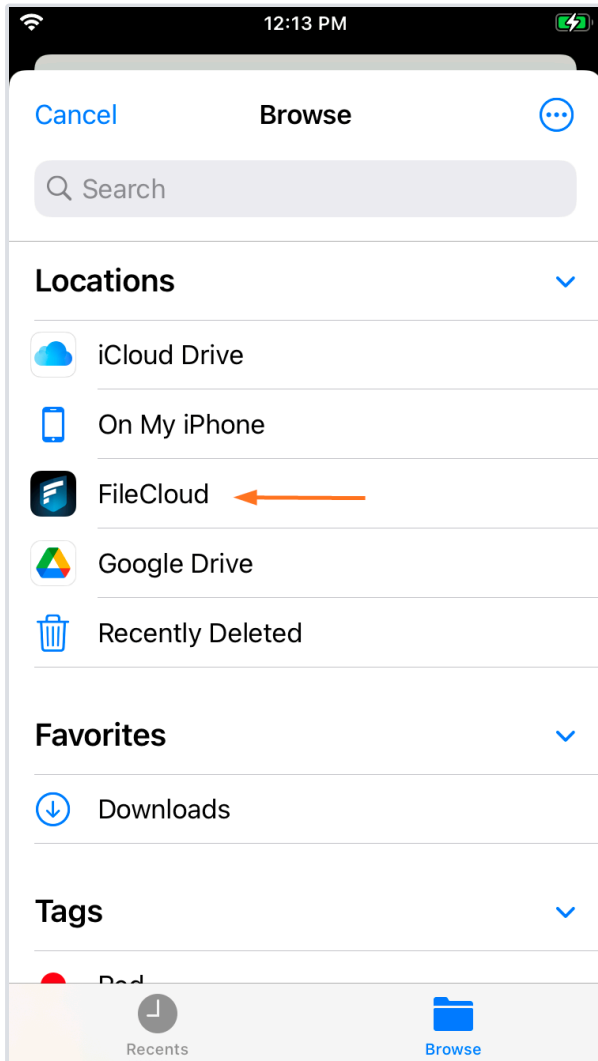 12:13 PM
Cancel
Browse
Search
Locations
iCloud Drive
On My iPhone
FileCloud
Google Drive
Recently Deleted
Favorites
Downloads
Tags
Red
Recents
Browse